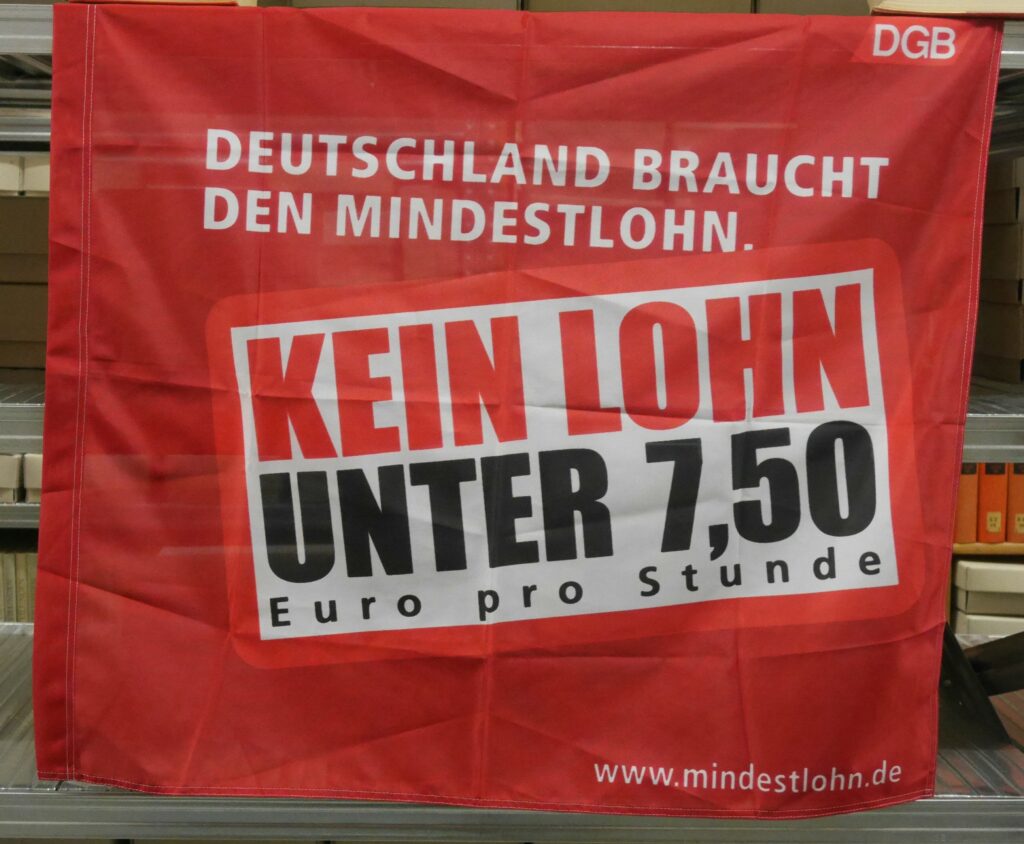 DGB
DEUTSCHLAND BRAUCHT
DEN MINDESTLOHN.
KEIN LOHN
UNTER 7,50
Euro pro Stunde
www.mindestlohn.de